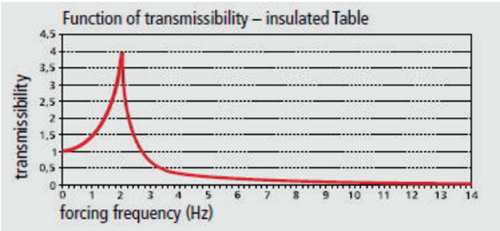 Function of transmissibility – insulated Table
4,5
4
3,5
3
2,5
2
1,5
1
0,5
0
transmissibility
0 1 2 3 4 5 6 7 8 9 10 11 12 13 14
forcing frequency (Hz)